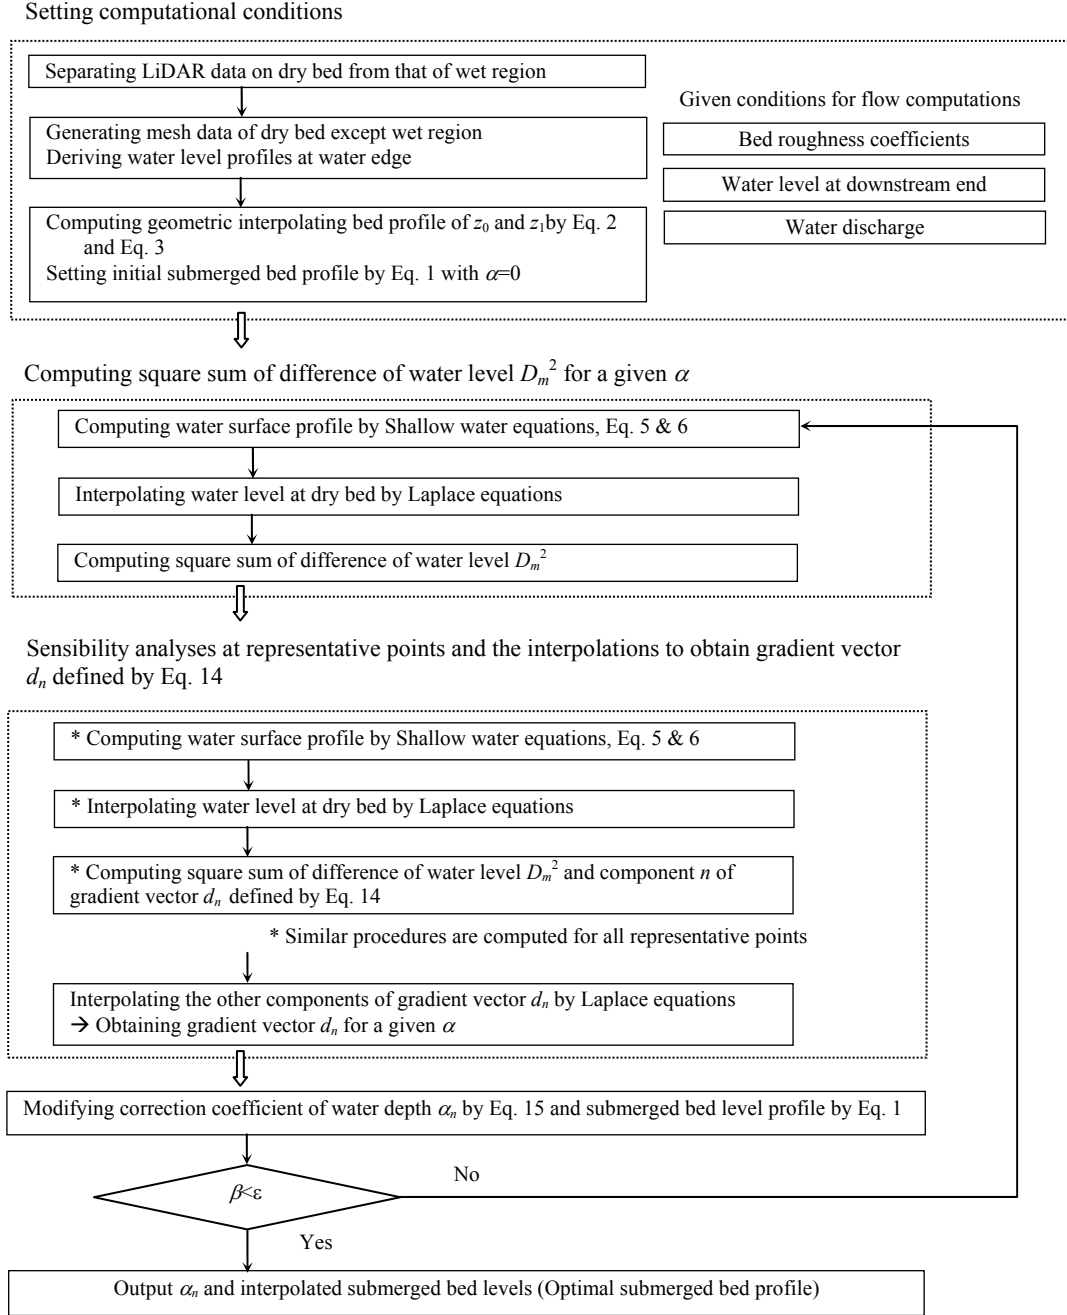 Setting computational conditions
Separating LiDAR data on dry bed from that of wet region
Generating mesh data of dry bed except wet region
Deriving water level profiles at water edge
Computing geometric interpolating bed profile of z₀ and z₁by Eq. 2
and Eq. 3
Setting initial submerged bed profile by Eq. 1 with α=0
Given conditions for flow computations
Bed roughness coefficients
Water level at downstream end
Water discharge
Computing square sum of difference of water level Dₘ² for a given α
Computing water surface profile by Shallow water equations, Eq. 5 & 6
Interpolating water level at dry bed by Laplace equations
Computing square sum of difference of water level Dₘ²
Sensibility analyses at representative points and the interpolations to obtain gradient vector
dₙ defined by Eq. 14
* Computing water surface profile by Shallow water equations, Eq. 5 & 6
* Interpolating water level at dry bed by Laplace equations
* Computing square sum of difference of water level Dₘ² and component n of
gradient vector dₙ defined by Eq. 14
* Similar procedures are computed for all representative points
Interpolating the other components of gradient vector dₙ by Laplace equations
→ Obtaining gradient vector dₙ for a given α
Modifying correction coefficient of water depth αₙ by Eq. 15 and submerged bed level profile by Eq. 1
No
β<ε
Yes
Output αₙ and interpolated submerged bed levels (Optimal submerged bed profile)